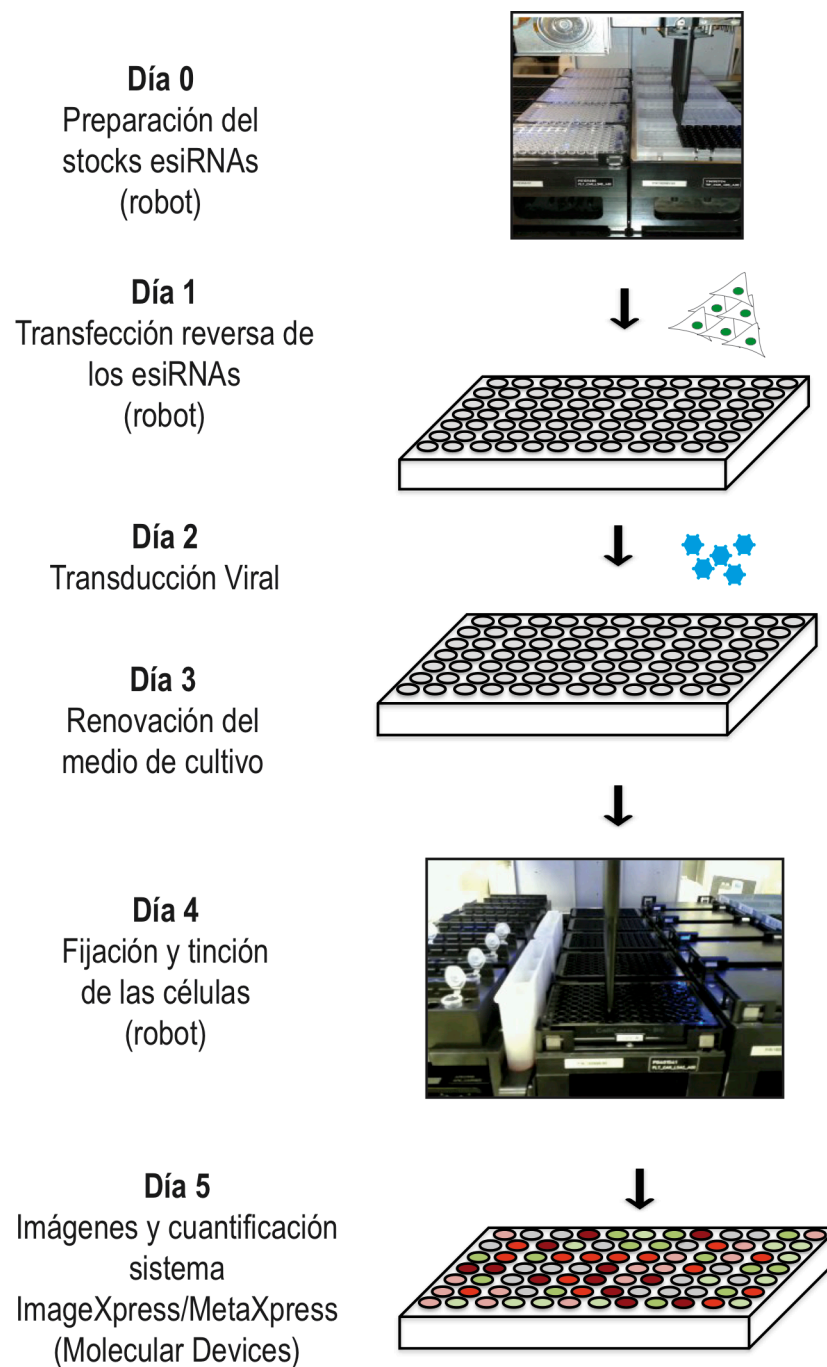 Día 0
Preparación del
stocks esiRNAs
(robot)
Día 1
Transfección reversa de
los esiRNAs
(robot)
Día 2
Transducción Viral
Día 3
Renovación del
medio de cultivo
Día 4
Fijación y tinción
de las células
(robot)
Día 5
Imágenes y cuantificación
sistema
ImageXpress/MetaXpress
(Molecular Devices)